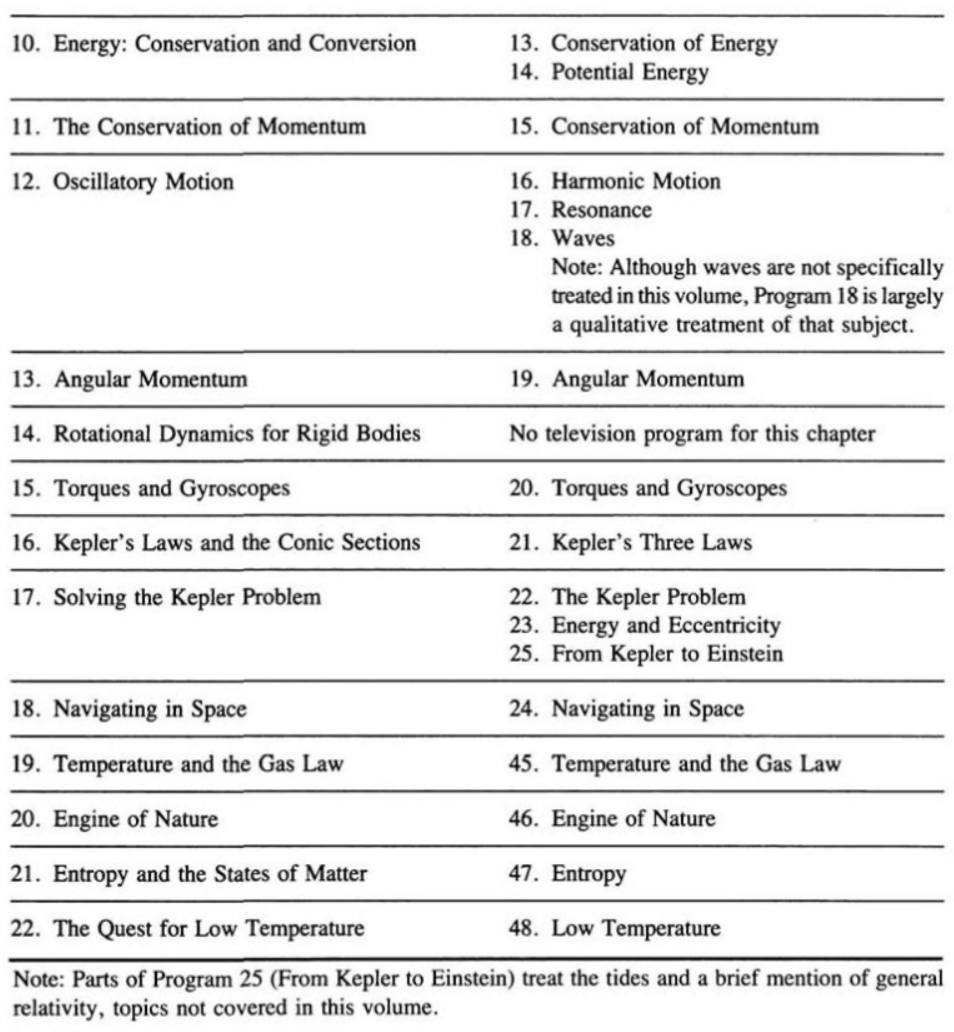 10. Energy: Conservation and Conversion
13. Conservation of Energy
14. Potential Energy
11. The Conservation of Momentum
15. Conservation of Momentum
12. Oscillatory Motion
16. Harmonic Motion
17. Resonance
18. Waves
Note: Although waves are not specifically
treated in this volume, Program 18 is largely
a qualitative treatment of that subject.
13. Angular Momentum
19. Angular Momentum
14. Rotational Dynamics for Rigid Bodies
No television program for this chapter
15. Torques and Gyroscopes
20. Torques and Gyroscopes
16. Kepler's Laws and the Conic Sections
21. Kepler's Three Laws
17. Solving the Kepler Problem
22. The Kepler Problem
23. Energy and Eccentricity
25. From Kepler to Einstein
18. Navigating in Space
24. Navigating in Space
19. Temperature and the Gas Law
45. Temperature and the Gas Law
20. Engine of Nature
46. Engine of Nature
21. Entropy and the States of Matter
47. Entropy
22. The Quest for Low Temperature
48. Low Temperature
Note: Parts of Program 25 (From Kepler to Einstein) treat the tides and a brief mention of general
relativity, topics not covered in this volume.